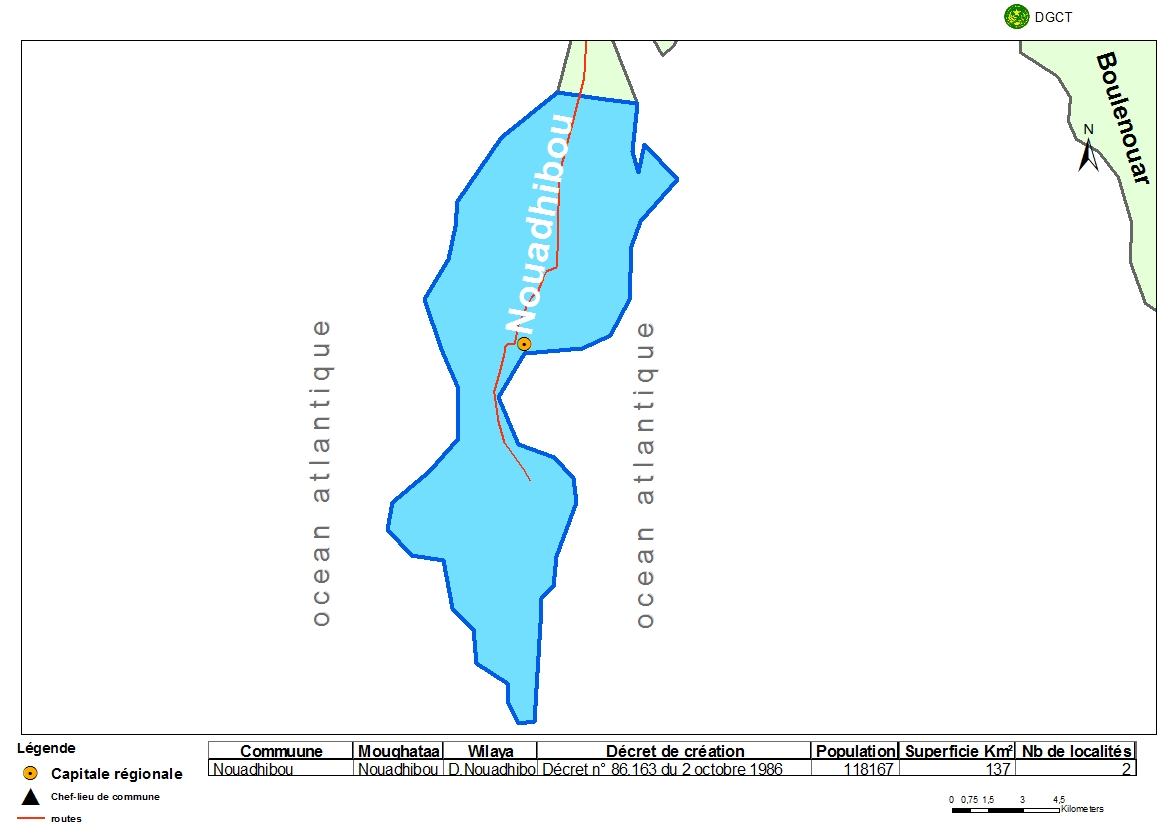 DGCT
Boulenouar
N
Nouadhibou
ocean atlantique
ocean atlantique
Légende
Capitale régionale
Chef-lieu de commune
routes
Commuune Moughataa Wilaya Décret de création Population Superficie Km² Nb de localités
Nouadhibou Nouadhibou D.Nouadhibo Décret n° 86.163 du 2 octobre 1986 118167 137 2
0 0,75 1,5 3 4,5
Kilometers